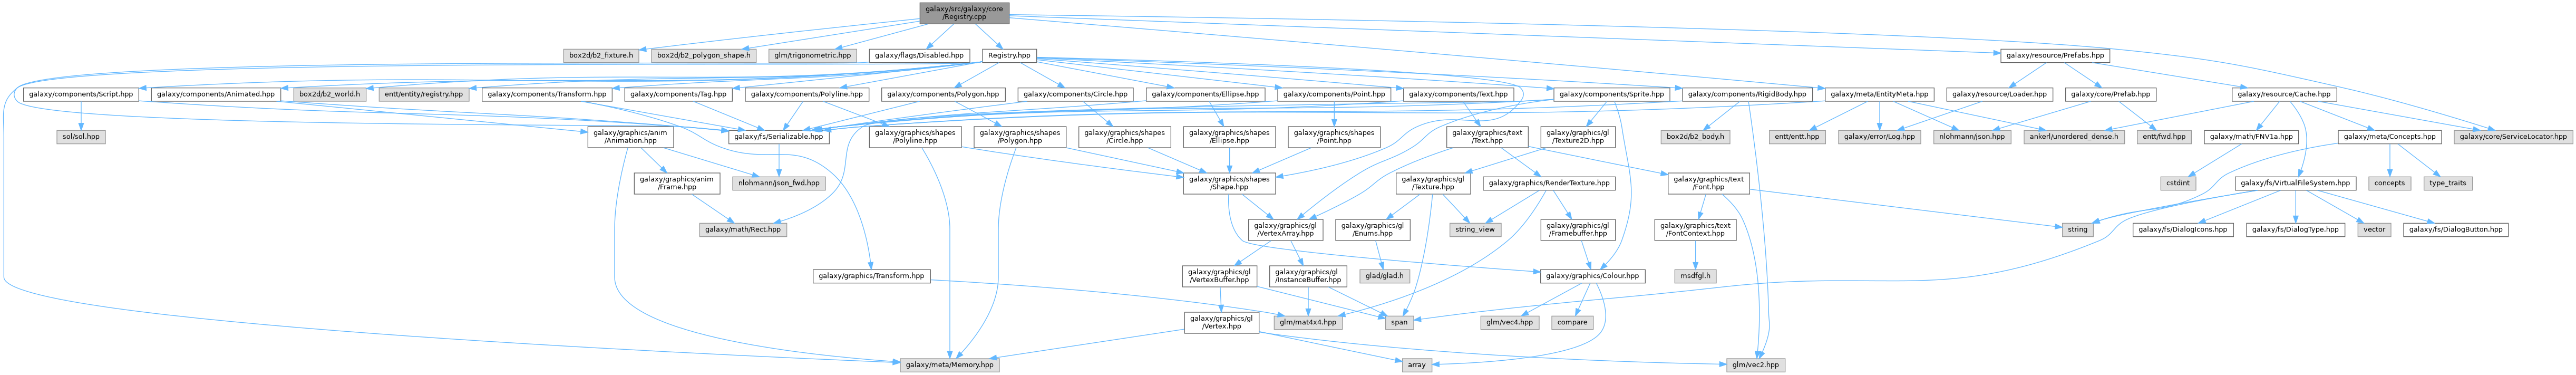 galaxy/src/galaxy/core
/Registry.cpp
box2d/b2_fixture.h
box2d/b2_polygon_shape.h
glm/trigonometric.hpp
galaxy/flags/Disabled.hpp
Registry.hpp
galaxy/resource/Prefabs.hpp
galaxy/components/Script.hpp
galaxy/components/Animated.hpp
box2d/b2_world.h
entt/entity/registry.hpp
galaxy/components/Transform.hpp
galaxy/components/Tag.hpp
galaxy/components/Polyline.hpp
galaxy/components/Polygon.hpp
galaxy/components/Circle.hpp
galaxy/components/Ellipse.hpp
galaxy/components/Point.hpp
galaxy/components/Text.hpp
galaxy/components/Sprite.hpp
galaxy/components/RigidBody.hpp
galaxy/meta/EntityMeta.hpp
galaxy/resource/Loader.hpp
galaxy/core/Prefab.hpp
galaxy/resource/Cache.hpp
sol/sol.hpp
galaxy/graphics/anim
/Animation.hpp
galaxy/fs/Serializable.hpp
galaxy/graphics/shapes
/Polyline.hpp
galaxy/graphics/shapes
/Polygon.hpp
galaxy/graphics/shapes
/Circle.hpp
galaxy/graphics/shapes
/Ellipse.hpp
galaxy/graphics/shapes
/Point.hpp
galaxy/graphics/text
/Text.hpp
galaxy/graphics/gl
/Texture2D.hpp
box2d/b2_body.h
entt/entt.hpp
galaxy/error/Log.hpp
nlohmann/json.hpp
ankerl/unordered_dense.h
entt/fwd.hpp
galaxy/math/FNV1a.hpp
galaxy/meta/Concepts.hpp
galaxy/core/ServiceLocator.hpp
galaxy/graphics/anim
/Frame.hpp
nlohmann/json_fwd.hpp
galaxy/graphics/shapes
/Shape.hpp
galaxy/graphics/gl
/Texture.hpp
galaxy/graphics/RenderTexture.hpp
galaxy/graphics/text
/Font.hpp
cstdint
galaxy/fs/VirtualFileSystem.hpp
concepts
type_traits
galaxy/math/Rect.hpp
galaxy/graphics/gl
/VertexArray.hpp
galaxy/graphics/gl
/Enums.hpp
string_view
galaxy/graphics/gl
/Framebuffer.hpp
galaxy/graphics/text
/FontContext.hpp
string
galaxy/fs/DialogIcons.hpp
galaxy/fs/DialogType.hpp
vector
galaxy/fs/DialogButton.hpp
galaxy/graphics/Transform.hpp
galaxy/graphics/gl
/VertexBuffer.hpp
galaxy/graphics/gl
/InstanceBuffer.hpp
glad/glad.h
galaxy/graphics/Colour.hpp
msdfgl.h
galaxy/graphics/gl
/Vertex.hpp
glm/mat4x4.hpp
span
glm/vec4.hpp
compare
galaxy/meta/Memory.hpp
array
glm/vec2.hpp